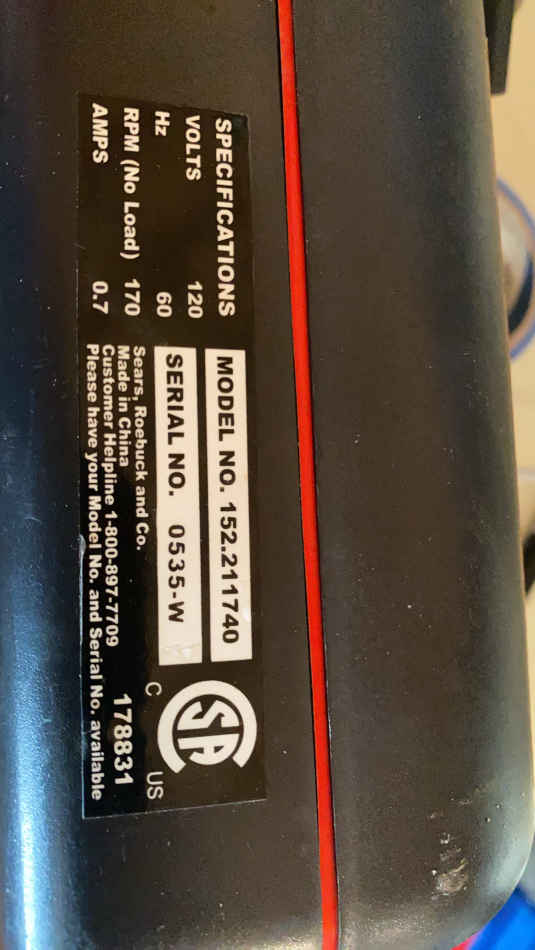 SPECIFICATIONS
VOLTS 120
Hz 60
RPM (No Load) 170
AMPS 0.7
MODEL NO. 152.211740
SERIAL NO. 0535-W
Sears, Roebuck and Co.
Made in China
Customer Helpline 1-800-897-7709
Please have your Model No. and Serial No. available
178831
SA
C US